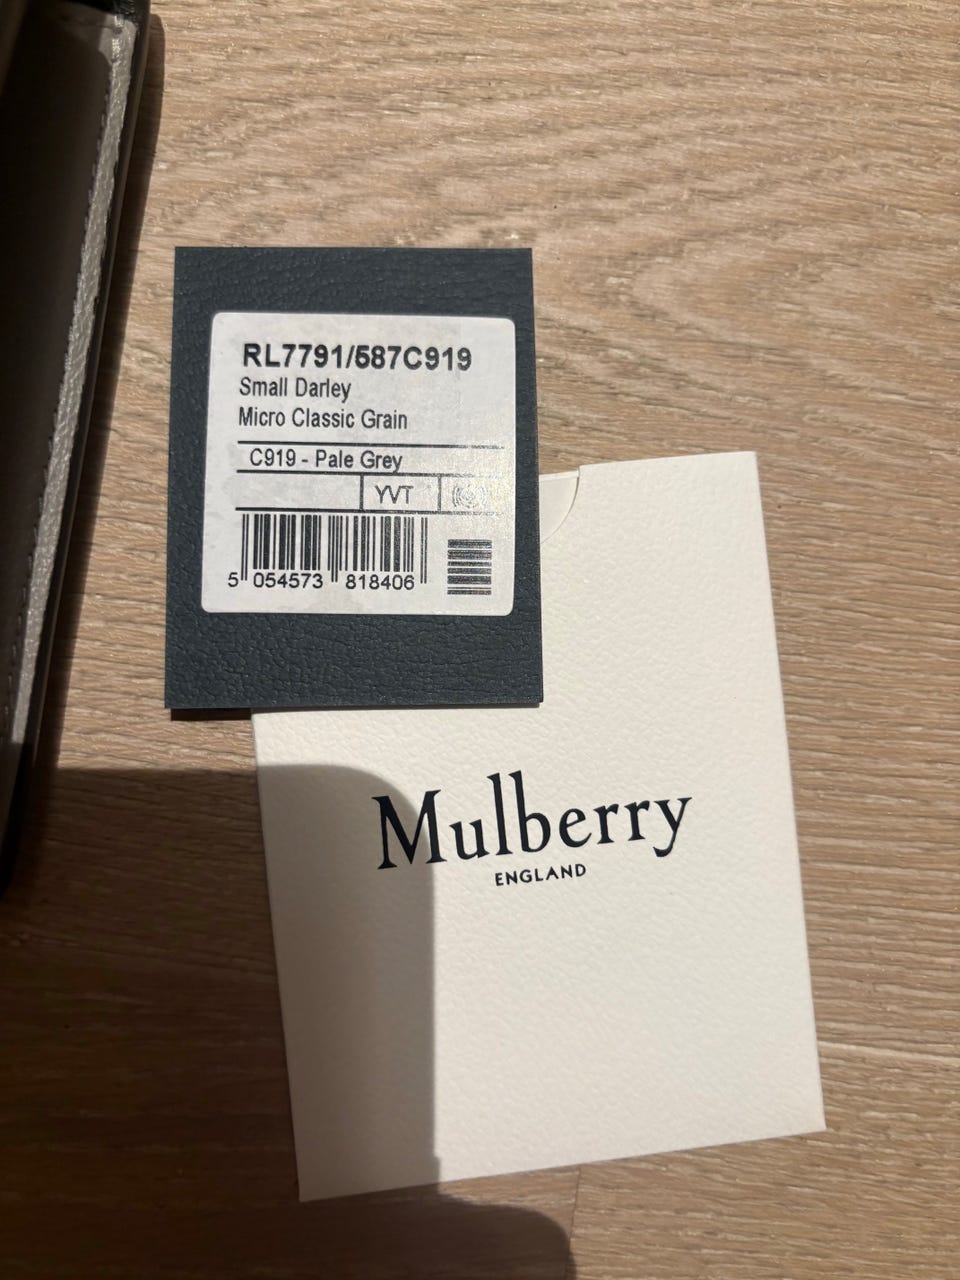 RL7791/587C919
Small Darley
Micro Classic Grain
C919 - Pale Grey
YVT
5 054573 818406
Mulberry
ENGLAND